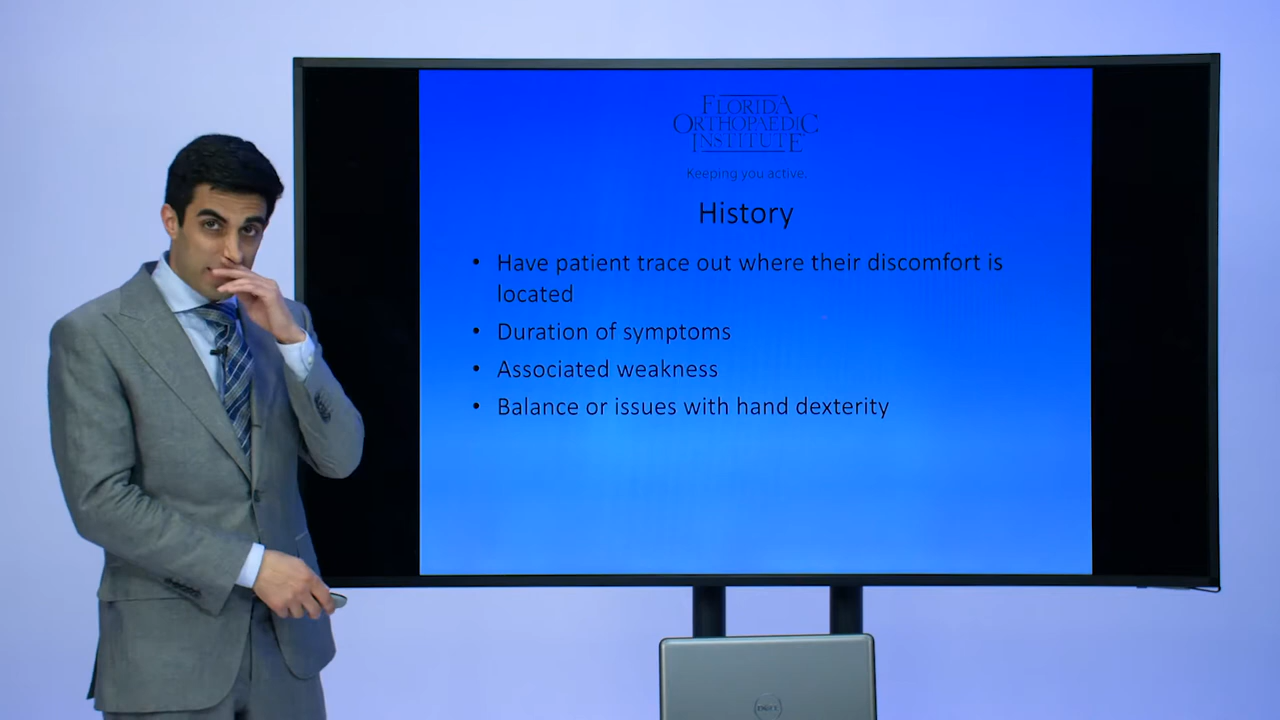 FLORIDA
ORTHOPAEDIC
INSTITUTE
Keeping you active.
History
• Have patient trace out where their discomfort is
located
• Duration of symptoms
• Associated weakness
• Balance or issues with hand dexterity
DELL